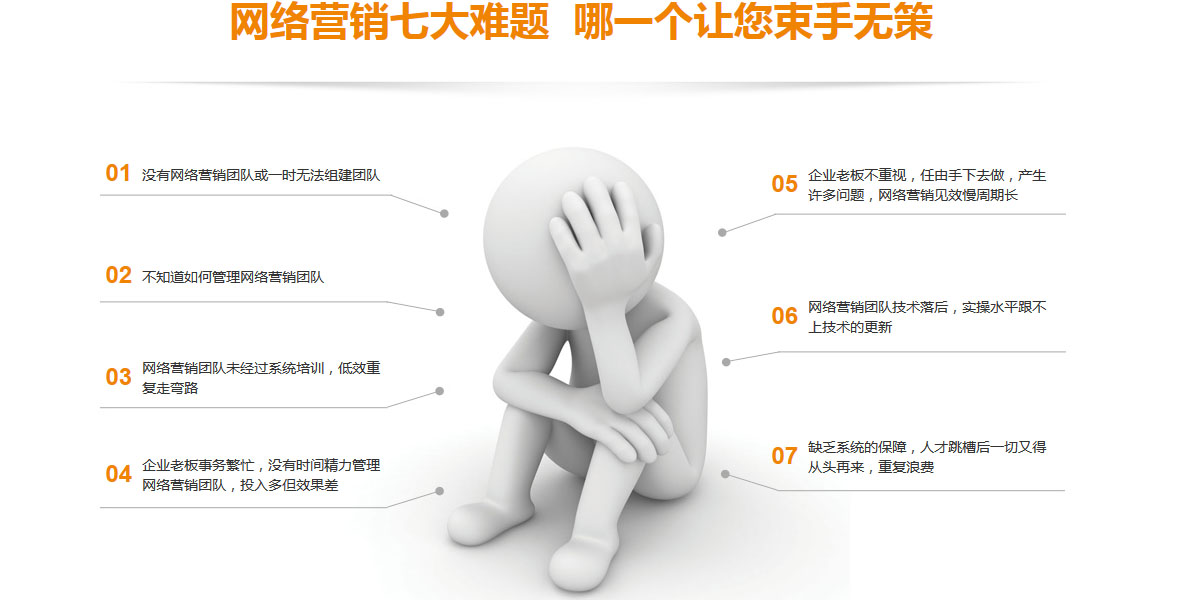 网络营销七大难题 哪一个让您束手无策
01 没有网络营销团队或一时无法组建团队
02 不知道如何管理网络营销团队
03 网络营销团队未经过系统培训，低效重
复走弯路
04 企业老板事务繁忙，没有时间精力管理
网络营销团队，投入多但效果差
05 企业老板不重视，任由手下去做，产生
许多问题，网络营销见效慢周期长
06 网络营销团队技术落后，实操水平跟不
上技术的更新
07 缺乏系统的保障，人才跳槽后一切又得
从头再来，重复浪费